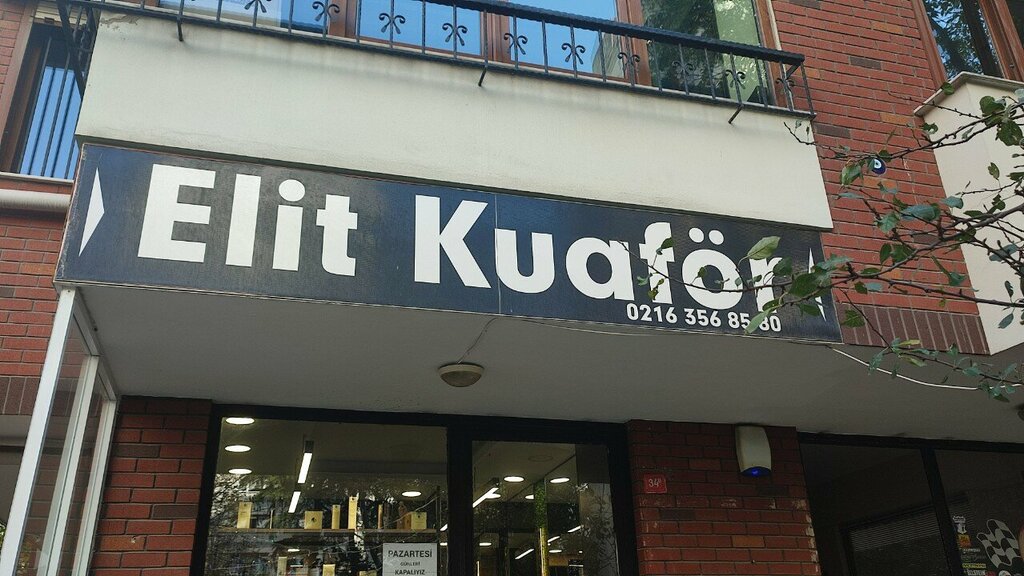 Elit Kuaför
0216 356 85 80
34
PAZARTESİ
GÜNLERİ
KAPALIYIZ